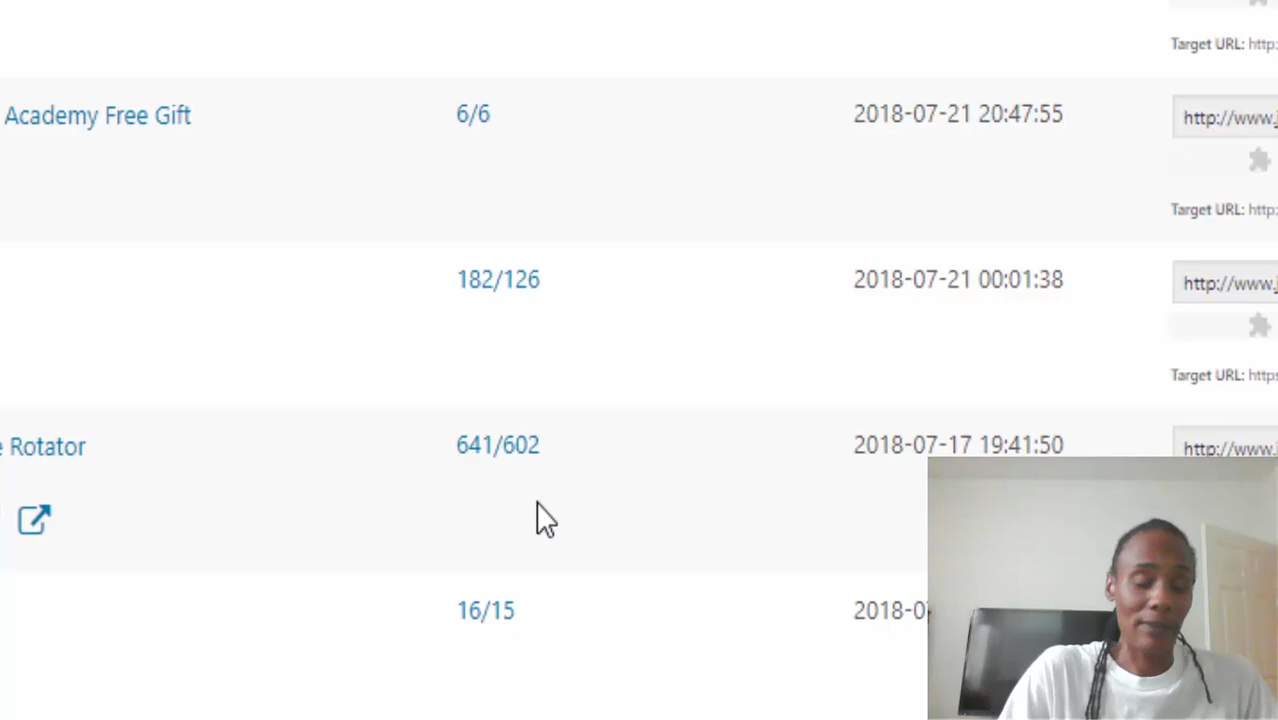 Target URL: http:
Academy Free Gift 6/6 2018-07-21 20:47:55 http://www.j
Target URL: http:
182/126 2018-07-21 00:01:38 http://www.j
Target URL: https
Rotator 641/602 2018-07-17 19:41:50 http://www.j
16/15 2018-0